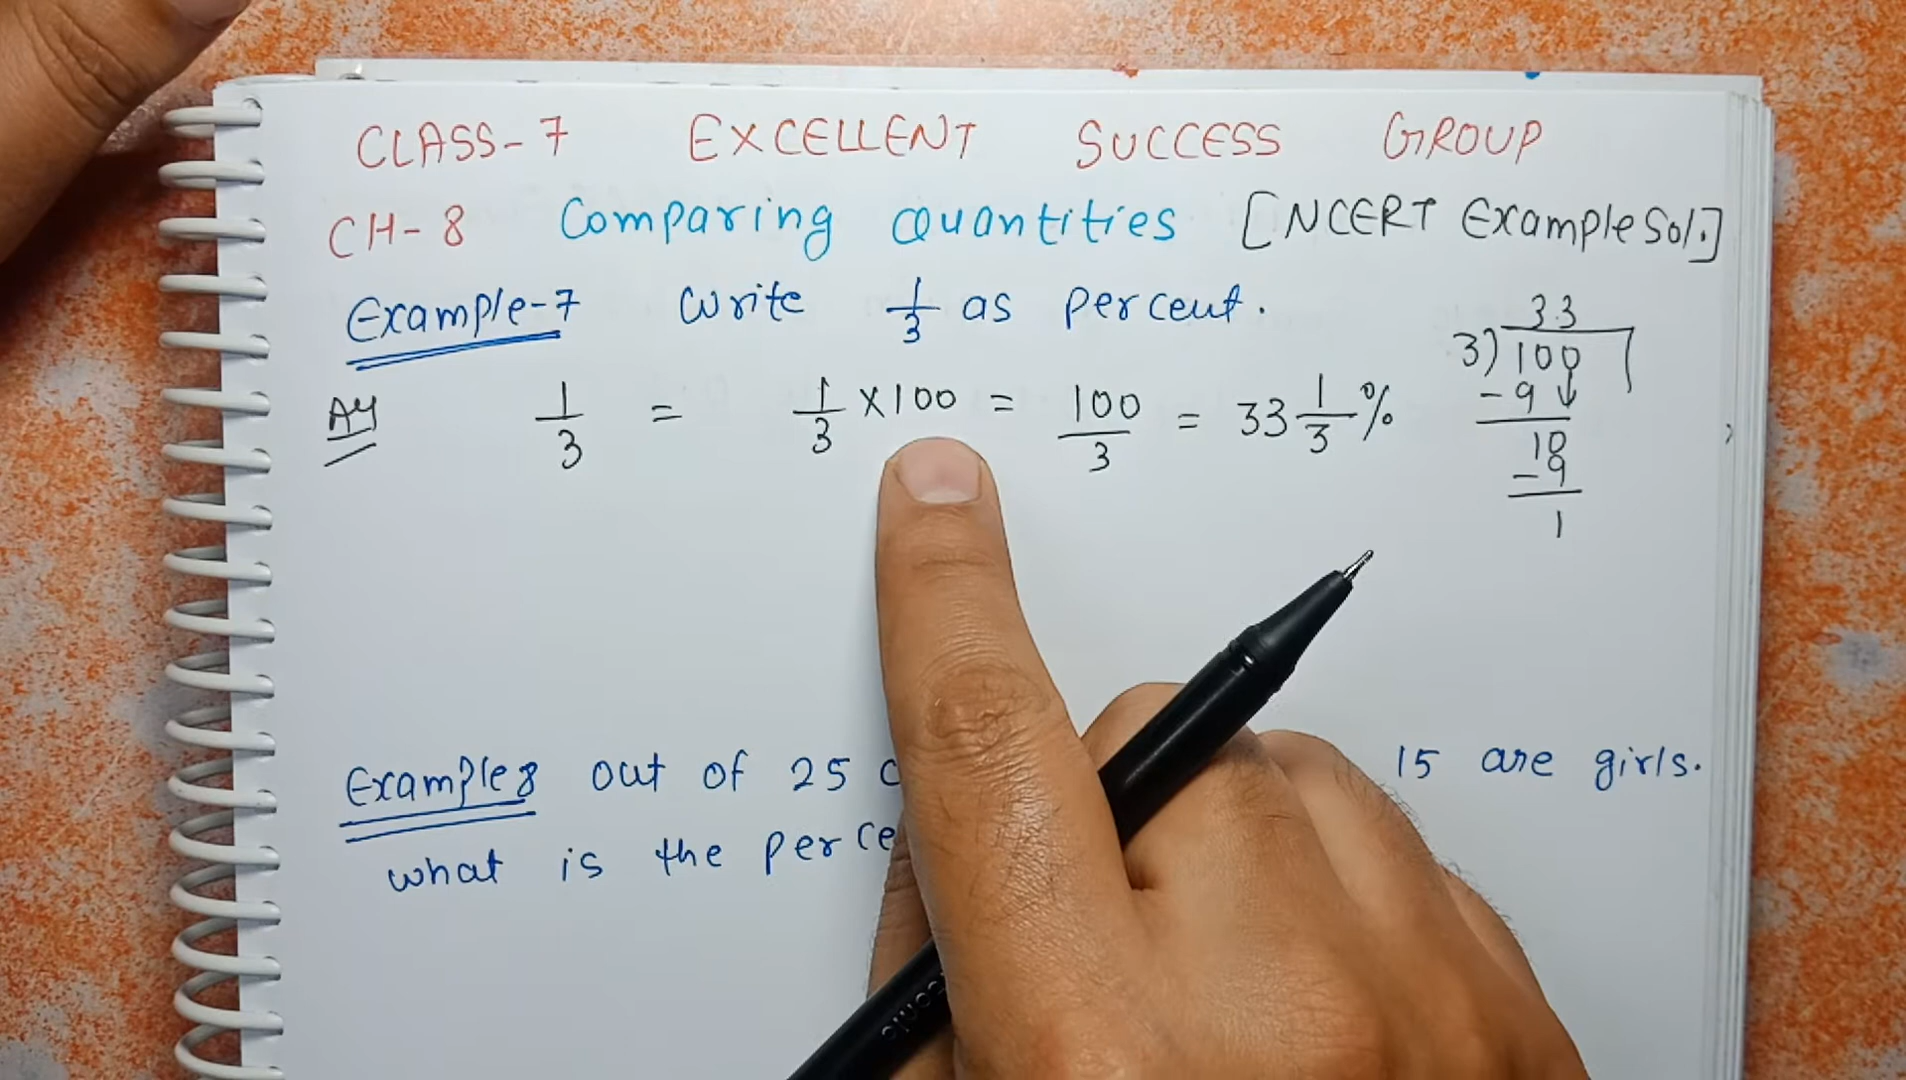 CLASS-7 EXCELLENT SUCCESS GROUP
CH-8 Comparing Quantities [NCERT Example Sol.]
Example-7 Write 1/3 as percent.
1/3 = 1/3 ×100 = 100/3 = 33 1/3 %
33
3)100
-9
10
-9
1
Example 8 out of 25 15 are girls.
what is the perce